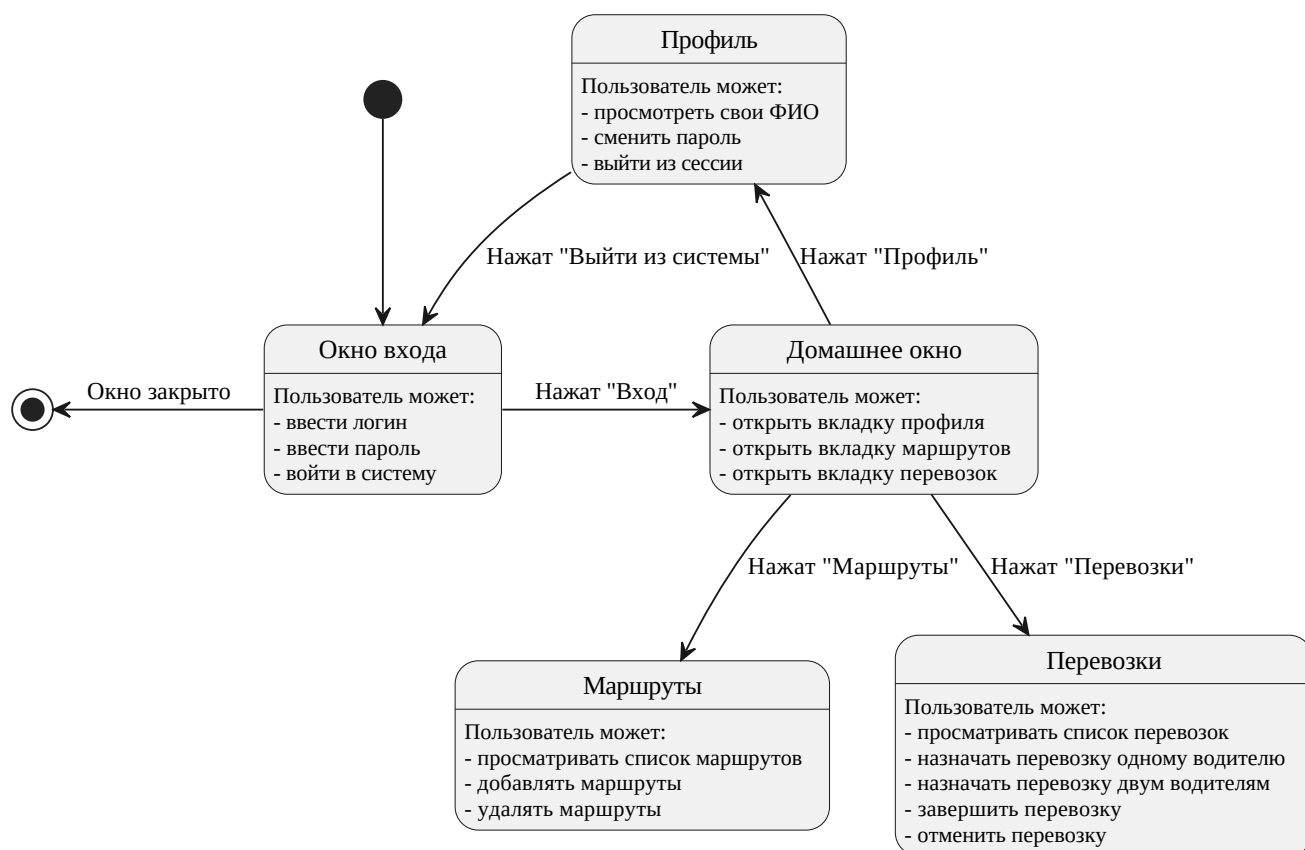 Профиль
Пользователь может:
- просмотреть свои ФИО
- сменить пароль
- выйти из сессии
Нажат "Выйти из системы"
Нажат "Профиль"
Окно входа
Пользователь может:
- ввести логин
- ввести пароль
- войти в систему
Окно закрыто
Нажат "Вход"
Домашнее окно
Пользователь может:
- открыть вкладку профиля
- открыть вкладку маршрутов
- открыть вкладку перевозок
Нажат "Маршруты"
Нажат "Перевозки"
Маршруты
Пользователь может:
- просматривать список маршрутов
- добавлять маршруты
- удалять маршруты
Перевозки
Пользователь может:
- просматривать список перевозок
- назначать перевозку одному водителю
- назначать перевозку двум водителям
- завершить перевозку
- отменить перевозку